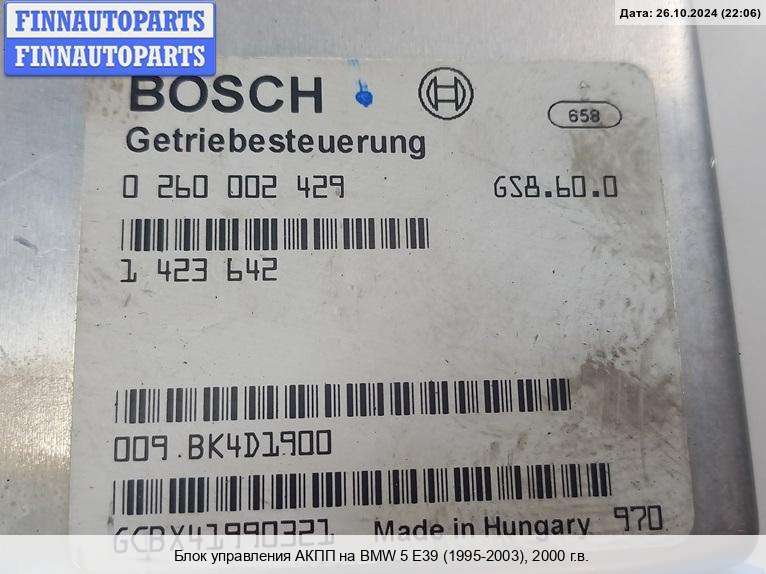 FINNAUTOPARTS
FINNAUTOPARTS
Дата: 26.10.2024 (22:06)
BOSCH
658
Getriebesteuerung
0 260 002 429 GS8.60.0
1 423 642
009.BK4D1900
GCBX41990321 Made in Hungary 970
Блок управления АКПП на BMW 5 E39 (1995-2003), 2000 г.в.